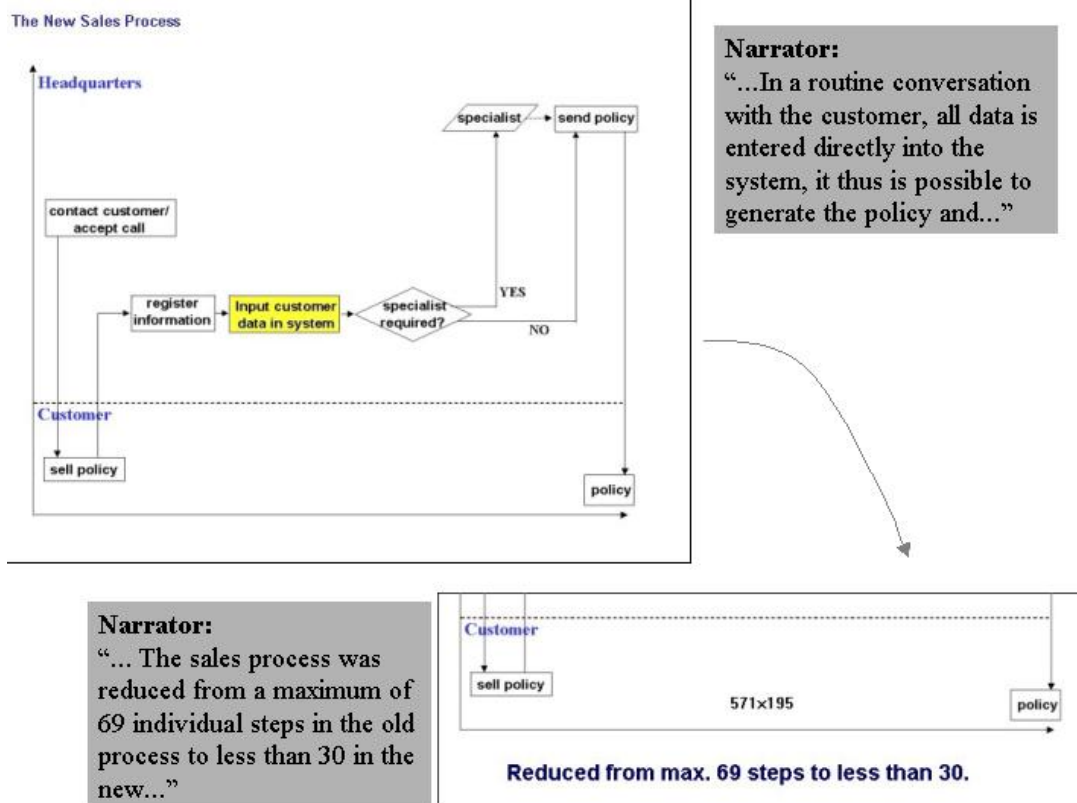 The New Sales Process
Headquarters
specialist
send policy
contact customer/
accept call
YES
register
information
Input customer
data in system
specialist
required?
NO
Customer
sell policy
policy
Narrator:
“...In a routine conversation
with the customer, all data is
entered directly into the
system, it thus is possible to
generate the policy and...”
Narrator:
“... The sales process was
reduced from a maximum of
69 individual steps in the old
process to less than 30 in the
new...”
Customer
sell policy
571×195
policy
Reduced from max. 69 steps to less than 30.